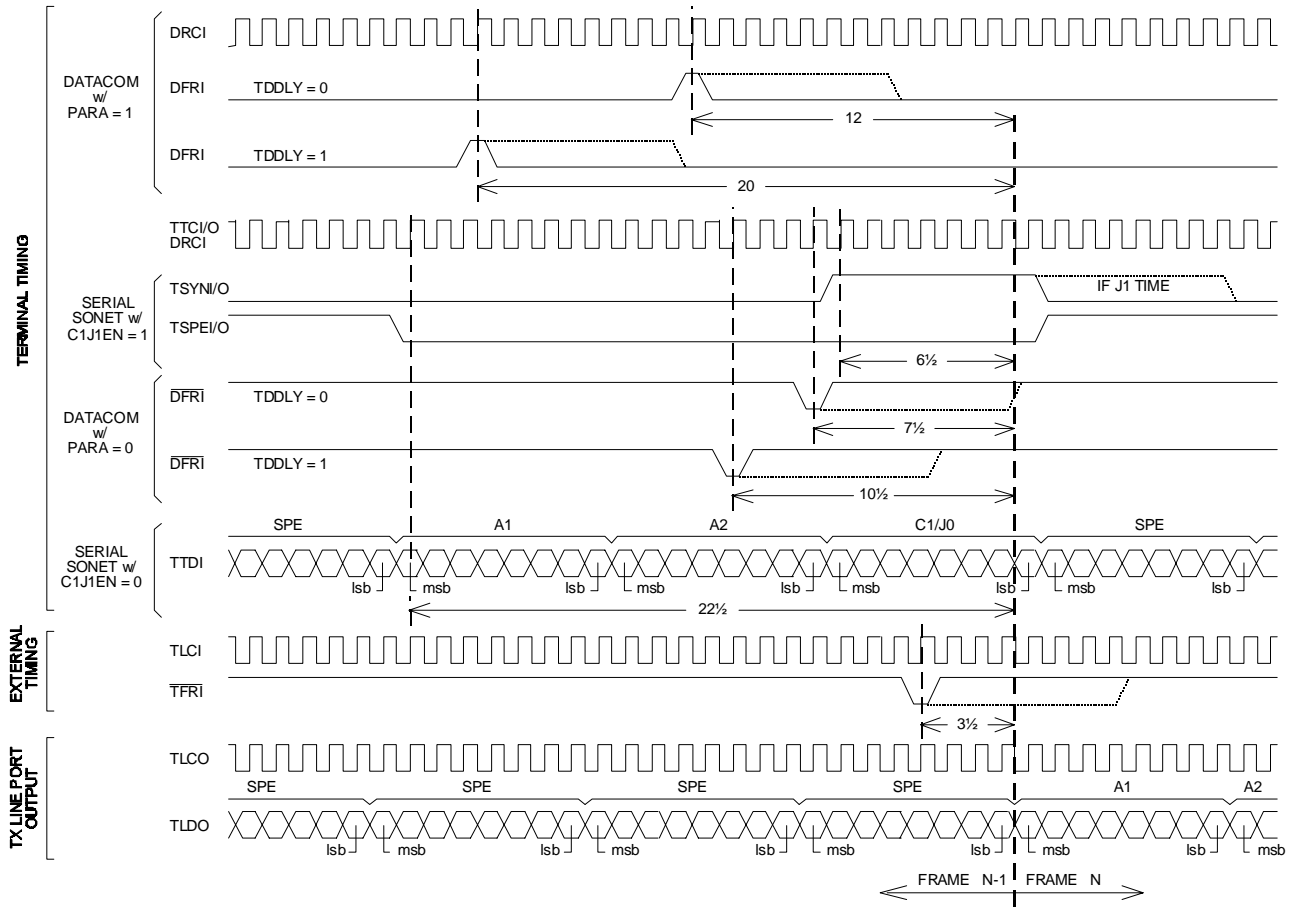 DRCI
DATACOM
w/
PARA = 1
DFRI TDDLY = 0
12
DFRI TDDLY = 1
20
TERMINAL TIMING
TTCI/O
DRCI
SERIAL
SONET w/
C1J1EN = 1
TSYNI/O
IF J1 TIME
TSPEI/O
6½
DATACOM
w/
PARA = 0
DFRI TDDLY = 0
7½
DFRI TDDLY = 1
10½
SPE A1 A2 C1/J0 SPE
SERIAL
SONET w/
C1J1EN = 0
TTDI
lsb msb lsb msb lsb msb lsb msb lsb
22½
EXTERNAL
TIMING
TLCI
TFRI
3½
TX LINE PORT
OUTPUT
TLCO
SPE SPE SPE SPE A1 A2
TLDO
lsb msb lsb msb lsb msb lsb msb lsb msb
FRAME N-1 FRAME N